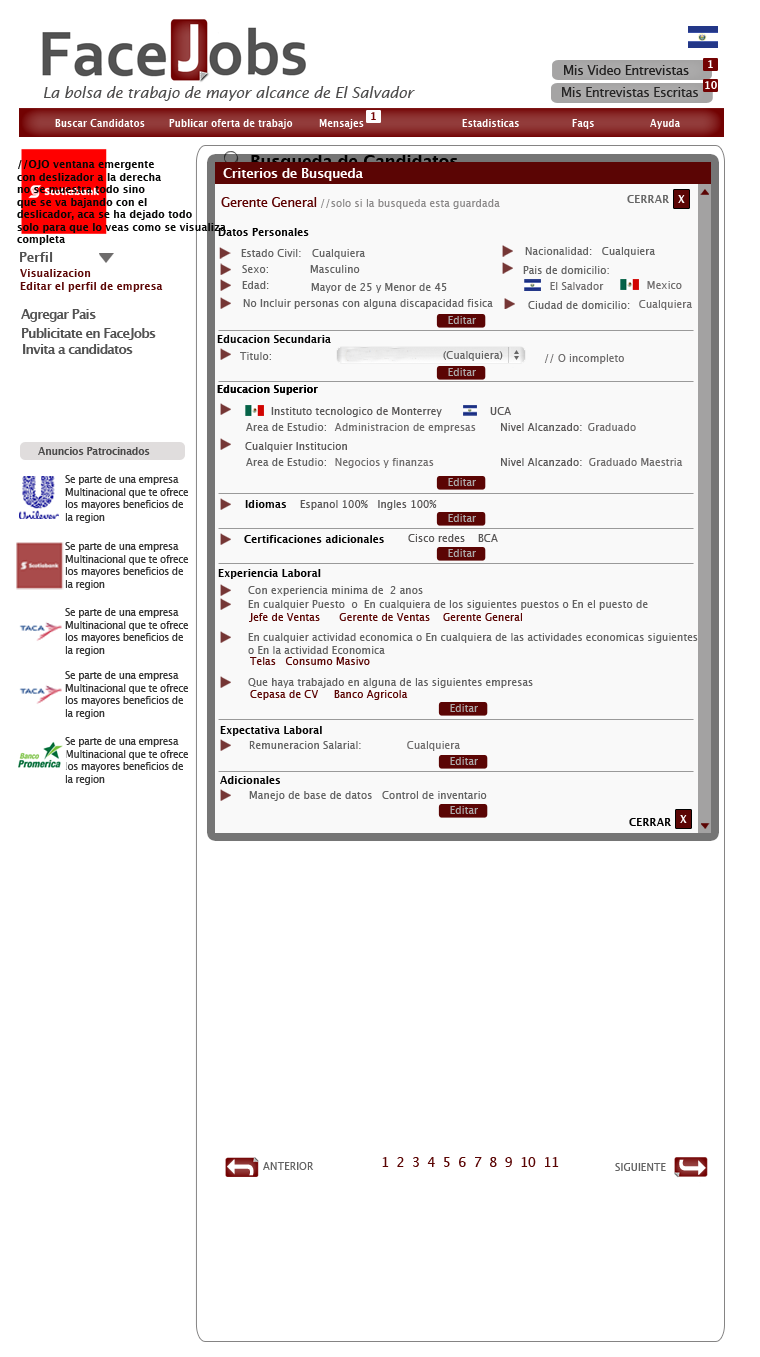 FaceJobs
La bolsa de trabajo de mayor alcance de El Salvador
Mis Video Entrevistas 1
Mis Entrevistas Escritas 10
Buscar Candidatos Publicar oferta de trabajo Mensajes 1 Estadisticas Faqs Ayuda
//OJO ventana emergente
con deslizador a la derecha
no se muestra todo sino
que se va bajando con el
deslicador, aca se ha dejado todo
solo para que lo veas como se visualiza
completa
Scotiabank
Perfil
Visualizacion
Editar el perfil de empresa
Agregar Pais
Publicitate en FaceJobs
Invita a candidatos
Anuncios Patrocinados
Unilever
Se parte de una empresa
Multinacional que te ofrece
los mayores beneficios de
la region
Scotiabank
Se parte de una empresa
Multinacional que te ofrece
los mayores beneficios de
la region
TACA
Se parte de una empresa
Multinacional que te ofrece
los mayores beneficios de
la region
TACA
Se parte de una empresa
Multinacional que te ofrece
los mayores beneficios de
la region
Banco
Promerica
Se parte de una empresa
Multinacional que te ofrece
los mayores beneficios de
la region
Busqueda de Candidatos
Criterios de Busqueda
Gerente General //solo si la busqueda esta guardada
CERRAR X
Datos Personales
Estado Civil: Cualquiera Nacionalidad: Cualquiera
Sexo: Masculino Pais de domicilio:
Edad: Mayor de 25 y Menor de 45 El Salvador Mexico
No Incluir personas con alguna discapacidad fisica Ciudad de domicilio: Cualquiera
Editar
Educacion Secundaria
Titulo: (Cualquiera) // O incompleto
Editar
Educacion Superior
Instituto tecnologico de Monterrey UCA
Area de Estudio: Administracion de empresas Nivel Alcanzado: Graduado
Cualquier Institucion
Area de Estudio: Negocios y finanzas Nivel Alcanzado: Graduado Maestria
Editar
Idiomas Espanol 100% Ingles 100%
Editar
Certificaciones adicionales Cisco redes BCA
Editar
Experiencia Laboral
Con experiencia minima de 2 anos
En cualquier Puesto o En cualquiera de los siguientes puestos o En el puesto de
Jefe de Ventas Gerente de Ventas Gerente General
En cualquier actividad economica o En cualquiera de las actividades economicas siguientes
o En la actividad Economica
Telas Consumo Masivo
Que haya trabajado en alguna de las siguientes empresas
Cepasa de CV Banco Agricola
Editar
Expectativa Laboral
Remuneracion Salarial: Cualquiera
Editar
Adicionales
Manejo de base de datos Control de inventario
Editar
CERRAR X
ANTERIOR 1 2 3 4 5 6 7 8 9 10 11 SIGUIENTE